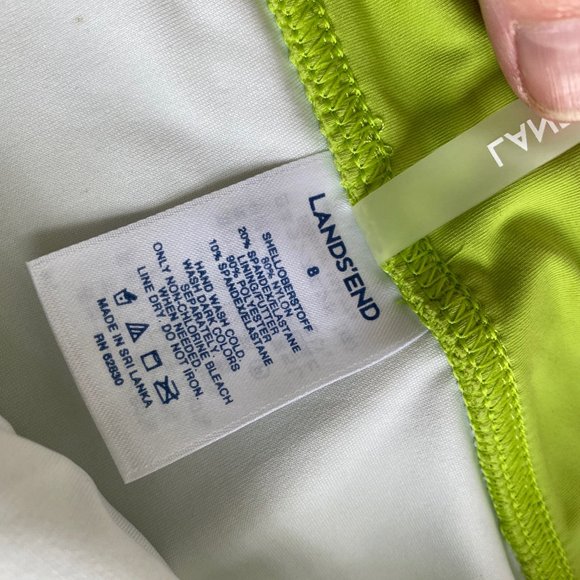 LANDS'END
8
SHELL/OBERSTOFF
80% NYLON
20% SPANDEX/ELASTANE
LINING/FUTTER
90% POLYESTER
10% SPANDEX/ELASTANE
HAND WASH COLD.
WASH DARK COLORS
SEPARATELY
ONLY NON-CHLORINE BLEACH
WHEN NEEDED.
LINE DRY. DO NOT IRON.
MADE IN SRI LANKA
RN 62830
LAN